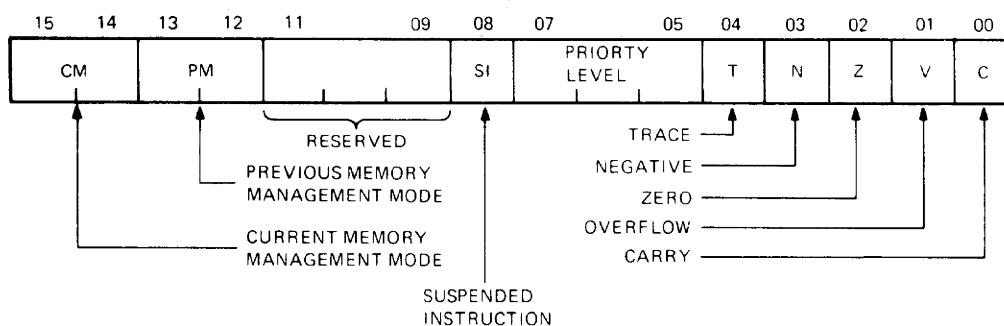 15 14 13 12 11 09 08 07 05 04 03 02 01 00
CM PM SI PRIORTY LEVEL T N Z V C
RESERVED
TRACE
PREVIOUS MEMORY
MANAGEMENT MODE
NEGATIVE
ZERO
CURRENT MEMORY
MANAGEMENT MODE
OVERFLOW
CARRY
SUSPENDED
INSTRUCTION